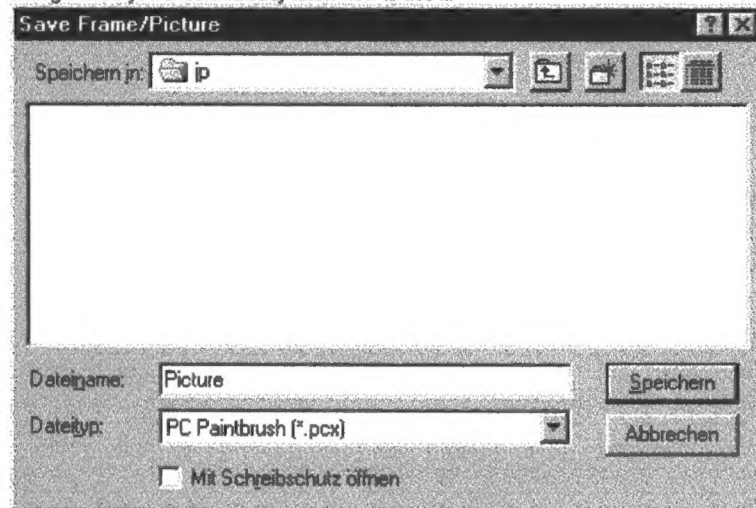 Save Frame/Picture
Speichern in: jp
Dateiname: Picture
Speichern
Dateityp: PC Paintbrush (*.pcx)
Abbrechen
Mit Schreibschutz öffnen